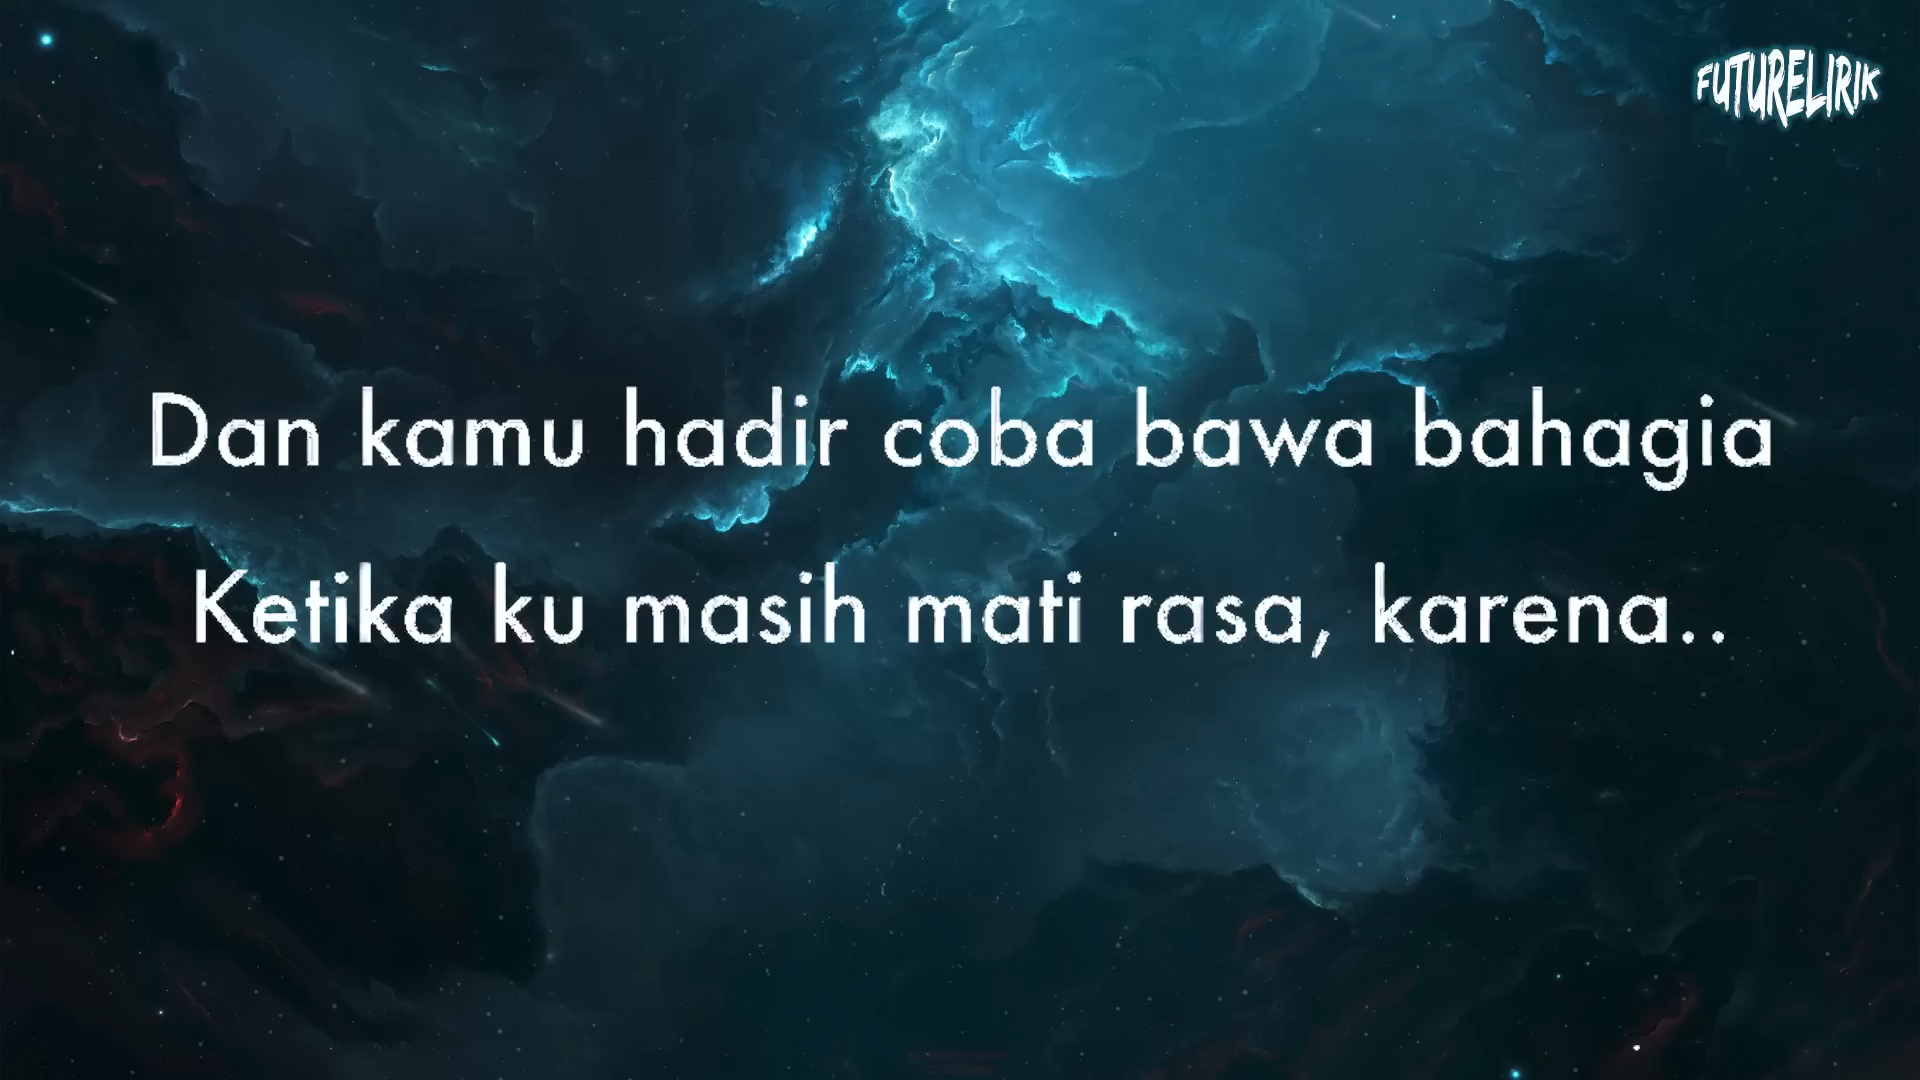 FUTURELIRIK
Dan kamu hadir coba bawa bahagia
Ketika ku masih mati rasa, karena..